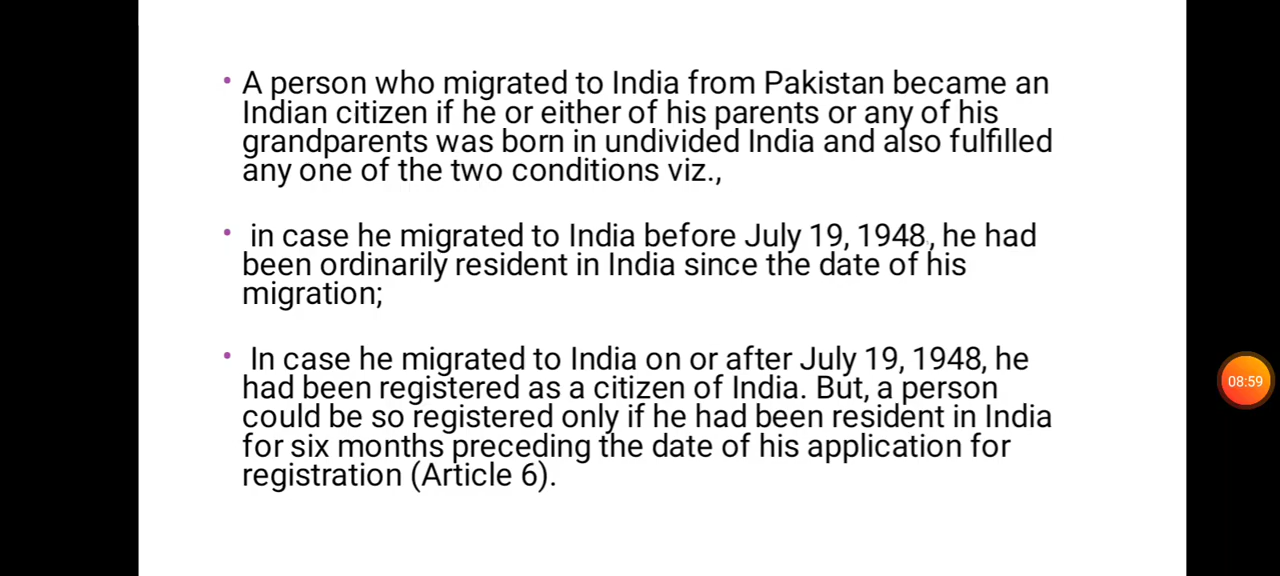 • A person who migrated to India from Pakistan became an
Indian citizen if he or either of his parents or any of his
grandparents was born in undivided India and also fulfilled
any one of the two conditions viz.,
• in case he migrated to India before July 19, 1948, he had
been ordinarily resident in India since the date of his
migration;
• In case he migrated to India on or after July 19, 1948, he
had been registered as a citizen of India. But, a person
could be so registered only if he had been resident in India
for six months preceding the date of his application for
registration (Article 6).
08:59